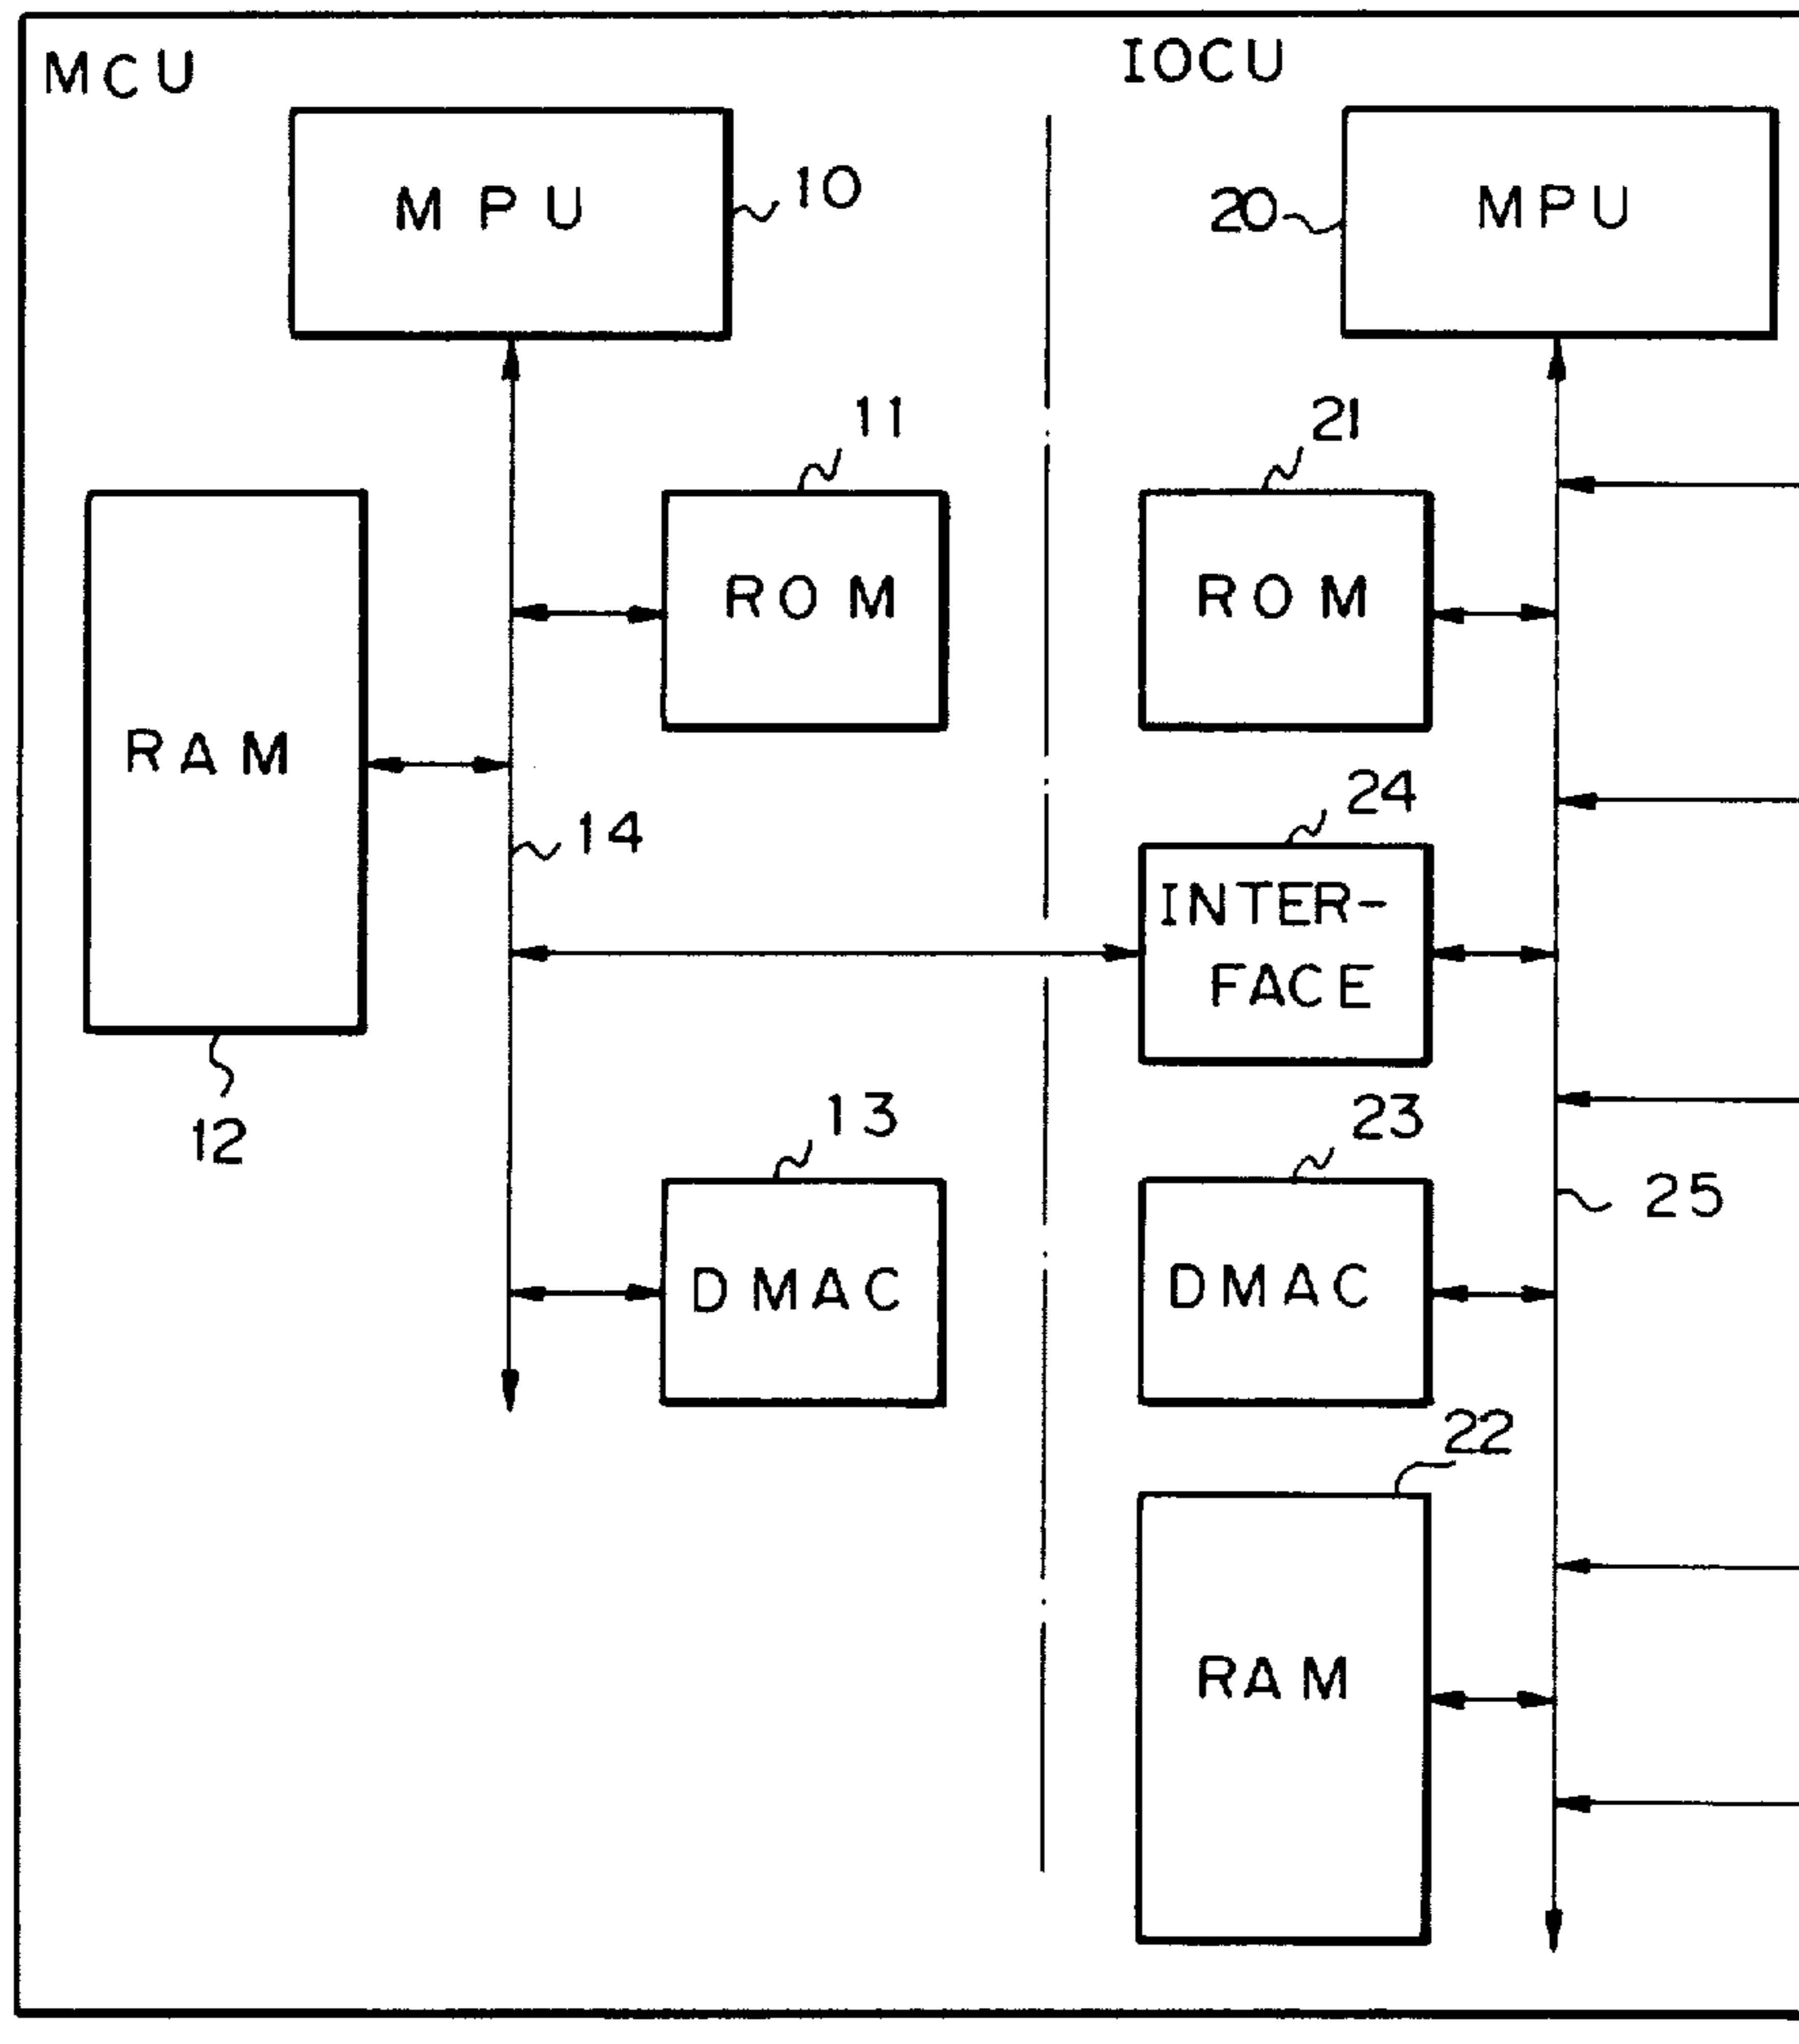 MCU
IOCU
MPU
10
20
MPU
11
21
ROM
ROM
RAM
24
14
INTER-
FACE
12
13
23
25
DMAC
DMAC
22
RAM